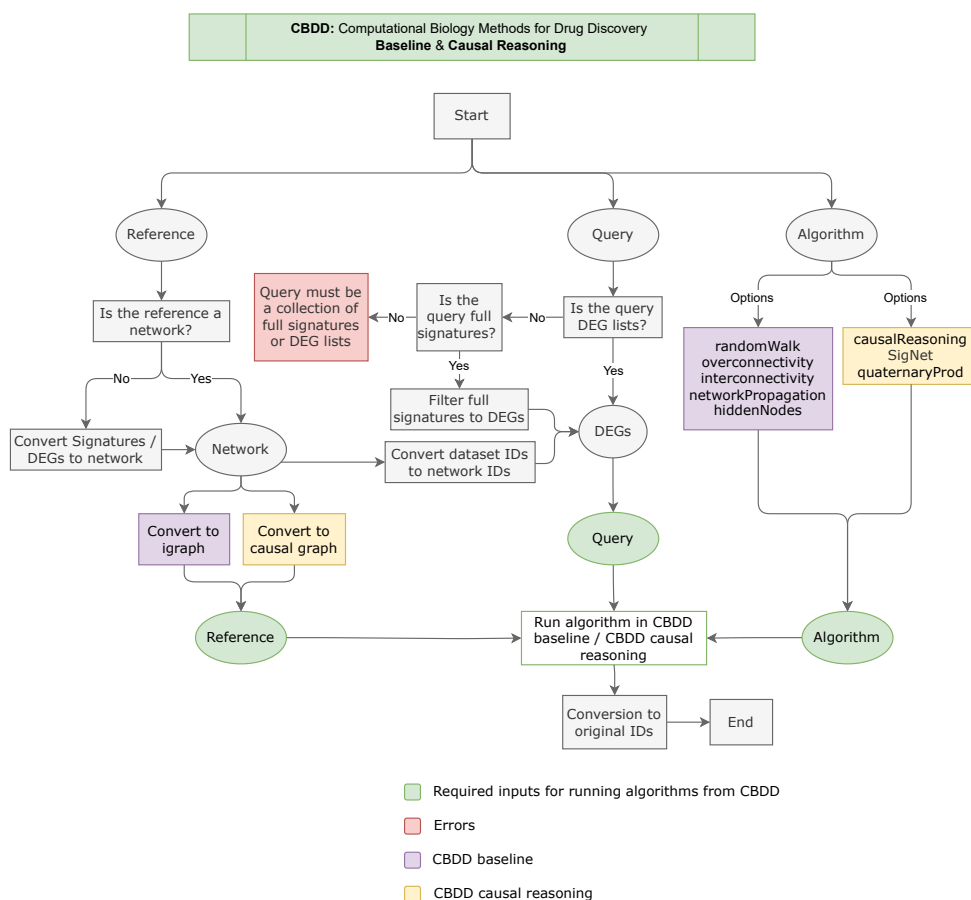 CBDD: Computational Biology Methods for Drug Discovery
Baseline & Causal Reasoning
Start
Reference
Query
Algorithm
Is the reference a
network?
Query must be
a collection of
full signatures
or DEG lists
No
Is the
query full
signatures?
No
Is the query
DEG lists?
Options
Options
randomWalk
overconnectivity
interconnectivity
networkPropagation
hiddenNodes
causalReasoning
SigNet
quaternaryProd
No
Yes
Yes
Yes
Convert Signatures /
DEGs to network
Network
Filter full
signatures to DEGs
Convert dataset IDs
to network IDs
DEGs
Convert to
igraph
Convert to
causal graph
Query
Reference
Run algorithm in CBDD
baseline / CBDD causal
reasoning
Algorithm
Conversion to
original IDs
End
Required inputs for running algorithms from CBDD
Errors
CBDD baseline
CBDD causal reasoning